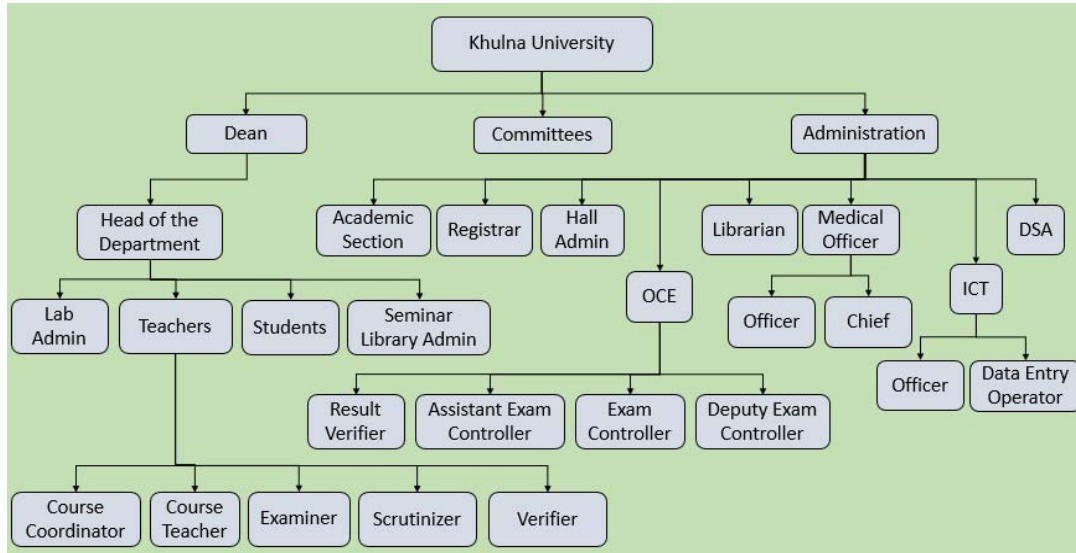 Khulna University
Dean
Committees
Administration
Head of the
Department
Academic
Section
Registrar
Hall
Admin
Librarian
Medical
Officer
DSA
OCE
ICT
Lab
Admin
Teachers
Students
Seminar
Library Admin
Officer
Chief
Officer
Data Entry
Operator
Result
Verifier
Assistant Exam
Controller
Exam
Controller
Deputy Exam
Controller
Course
Coordinator
Course
Teacher
Examiner
Scrutinizer
Verifier